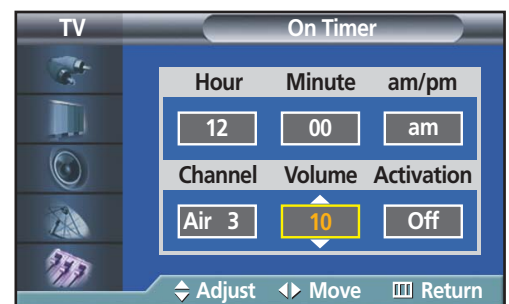 TV On Timer
Hour Minute am/pm
12 00 am
Channel Volume Activation
Air 3 10 Off
Adjust Move Return